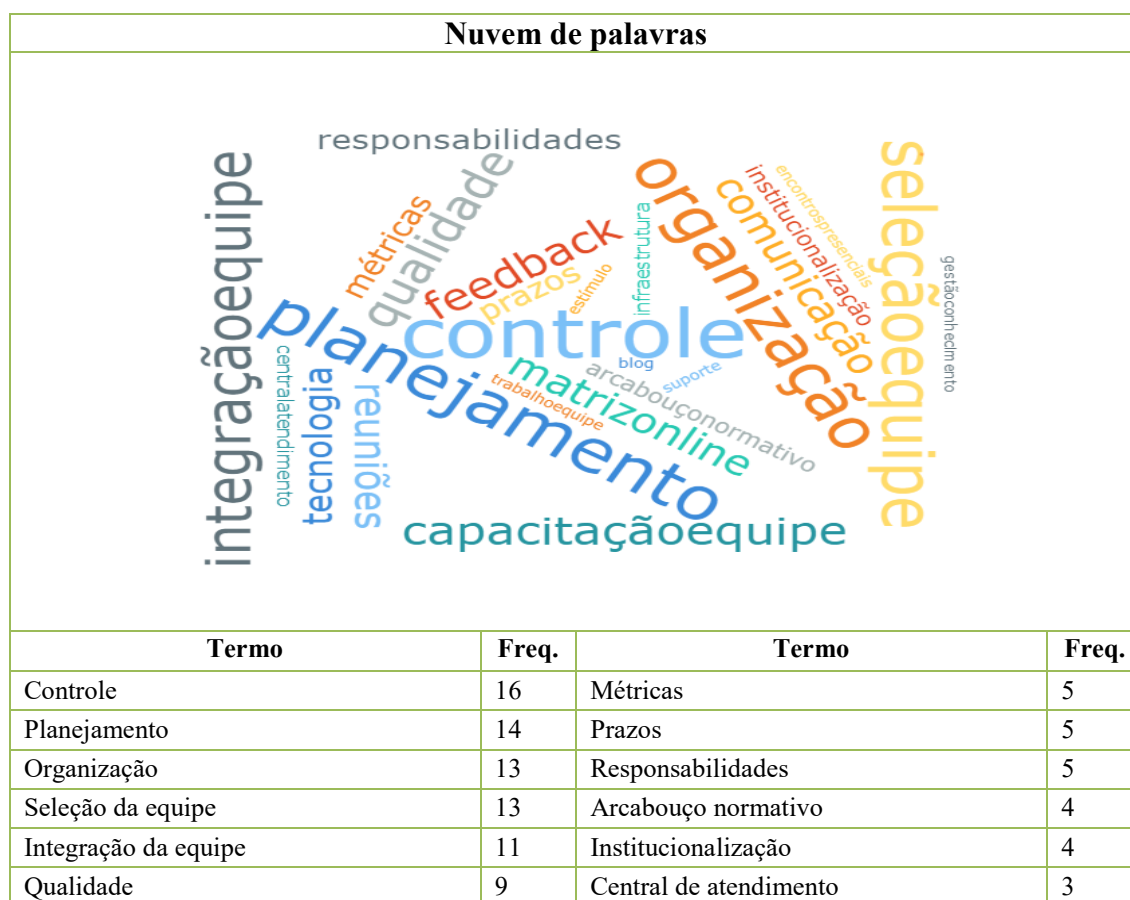 Nuvem de palavras
responsabilidades
integraçãoequipe
métricas
qualidade
feedback
prazos
estímulo
infraestrutura
organização
comunicação
institucionalização
encontrospresenciais
seleçãoequipe
gestãoconhecimento
planejamento
controle
blog
suporte
arcabouçonormativo
matrizonline
trabalhoequipe
centralatendimento
tecnologia
reuniões
capacitaçãoequipe
Termo Freq. Termo Freq.
Controle 16 Métricas 5
Planejamento 14 Prazos 5
Organização 13 Responsabilidades 5
Seleção da equipe 13 Arcabouço normativo 4
Integração da equipe 11 Institucionalização 4
Qualidade 9 Central de atendimento 3